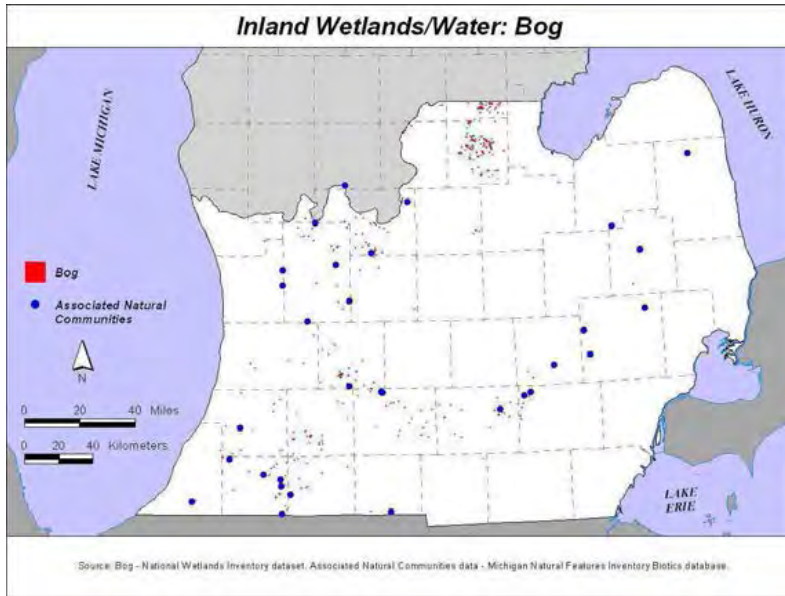 Inland Wetlands/Water: Bog
LAKE MICHIGAN
LAKE HURON
Bog
Associated Natural
Communities
N
0 20 40 Miles
0 20 40 Kilometers
LAKE
ERIE
Source: Bog - National Wetlands Inventory dataset. Associated Natural Communities data - Michigan Natural Features Inventory Biotics database.